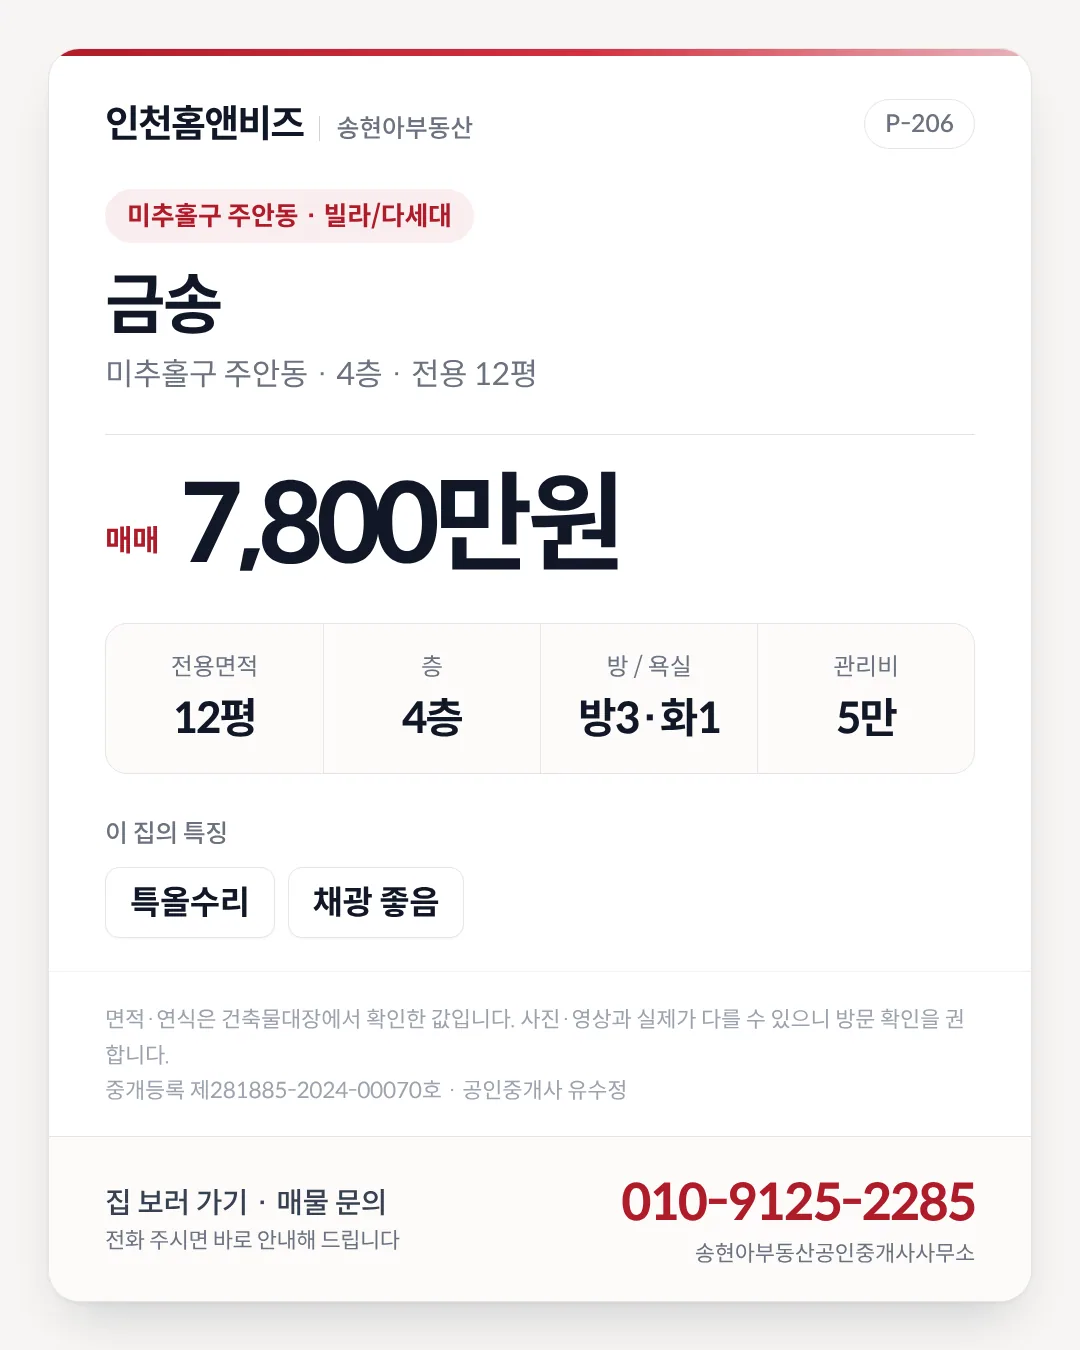 인천홈앤비즈 | 송현아부동산
P-206
미추홀구 주안동 · 빌라/다세대
금송
미추홀구 주안동 · 4층 · 전용 12평
매매 7,800만원
전용면적 층 방 / 욕실 관리비
12평 4층 방3·화1 5만
이 집의 특징
특올수리 채광 좋음
면적·연식은 건축물대장에서 확인한 값입니다. 사진·영상과 실제가 다를 수 있으니 방문 확인을 권
합니다.
중개등록 제281885-2024-00070호 · 공인중개사 유수정
집 보러 가기 · 매물 문의
전화 주시면 바로 안내해 드립니다
010-9125-2285
송현아부동산공인중개사사무소